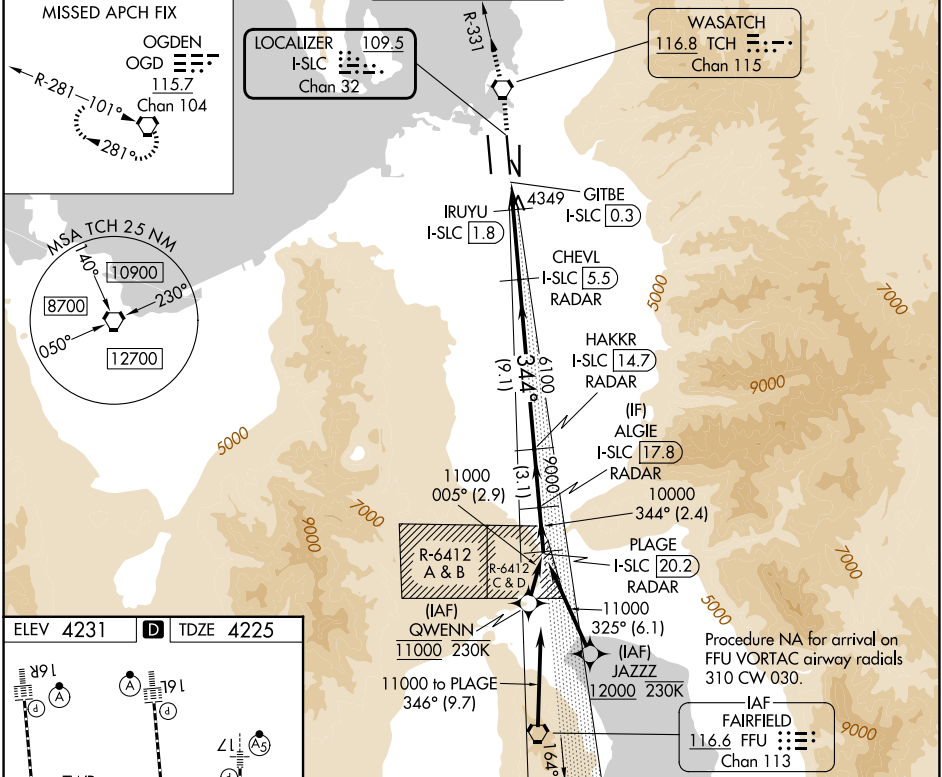 MISSED APCH FIX
OGDEN
OGD
115.7
Chan 104
R-281
101°
281°
LOCALIZER 109.5
I-SLC
Chan 32
R-331
WASATCH
116.8 TCH
Chan 115
MSA TCH 25 NM
140°
10900
8700
230°
050°
12700
4349
GITBE
I-SLC 0.3
IRUYU
I-SLC 1.8
CHEVL
I-SLC 5.5
RADAR
5000
7000
344°
6100
(9.1)
HAKKR
I-SLC 14.7
RADAR
9000
(IF)
ALGIE
I-SLC 17.8
RADAR
5000
(3.1)
9000
11000
005° (2.9)
10000
344° (2.4)
7000
9000
R-6412
A & B
R-6412
C & D
PLAGE
I-SLC 20.2
RADAR
7000
5000
(IAF)
QWENN
11000 230K
11000
325° (6.1)
(IAF)
JAZZZ
12000 230K
Procedure NA for arrival on
FFU VORTAC airway radials
310 CW 030.
11000 to PLAGE
346° (9.7)
164°
IAF
FAIRFIELD
116.6 FFU
Chan 113
9000
ELEV 4231 D TDZE 4225
16R
A
P
A
16L
P
17
A5